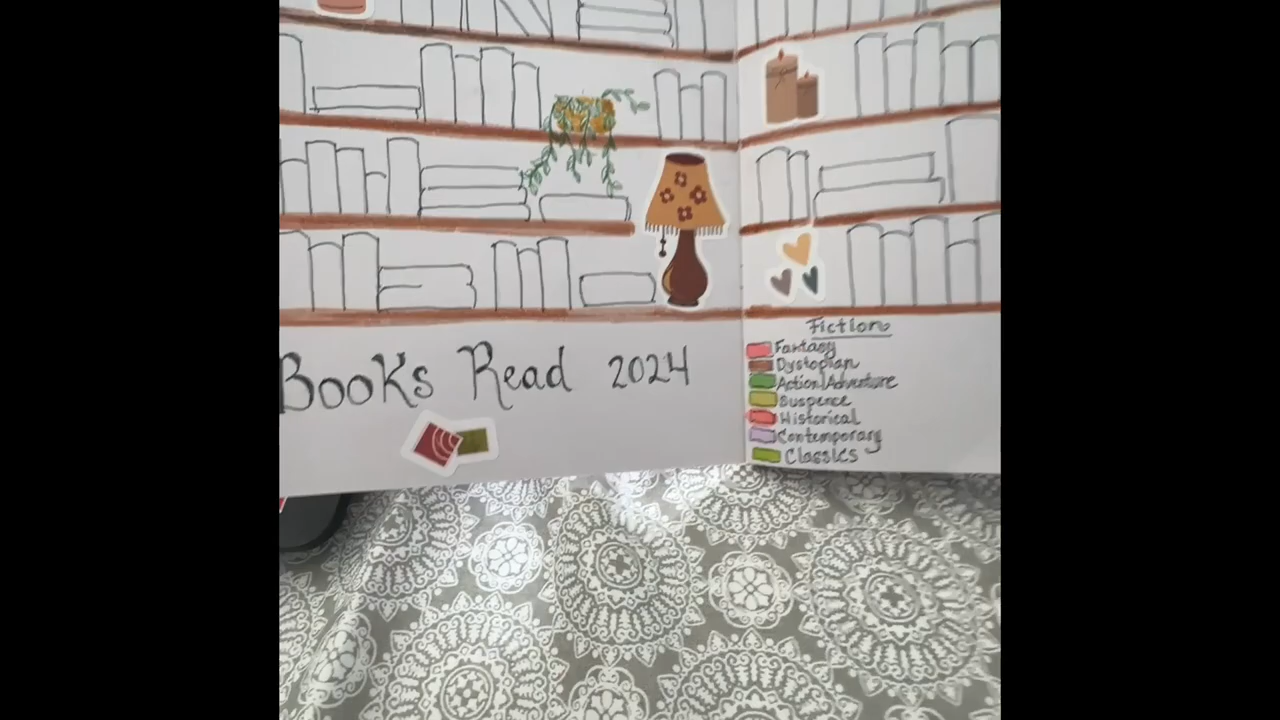 Books Read 2024
Fiction
Fantasy
Dystopian
Action/Adventure
Suspence
Historical
Contemporary
Classics